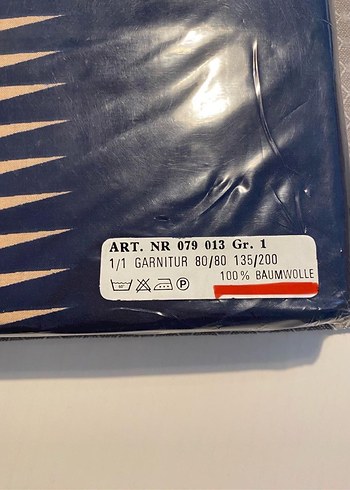 ART. NR 079 013 Gr. 1
1/1 GARNITUR 80/80 135/200
100% BAUMWOLLE
P